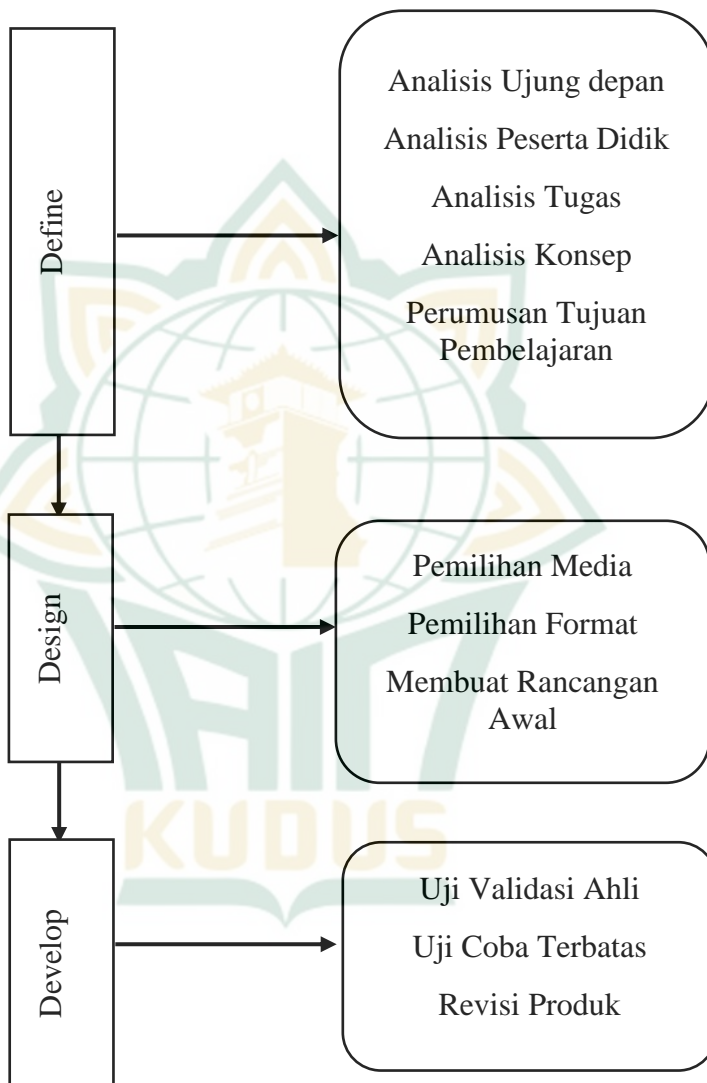 Define
Analisis Ujung depan
Analisis Peserta Didik
Analisis Tugas
Analisis Konsep
Perumusan Tujuan
Pembelajaran
Design
Pemilihan Media
Pemilihan Format
Membuat Rancangan
Awal
IAIN
KUDUS
Develop
Uji Validasi Ahli
Uji Coba Terbatas
Revisi Produk